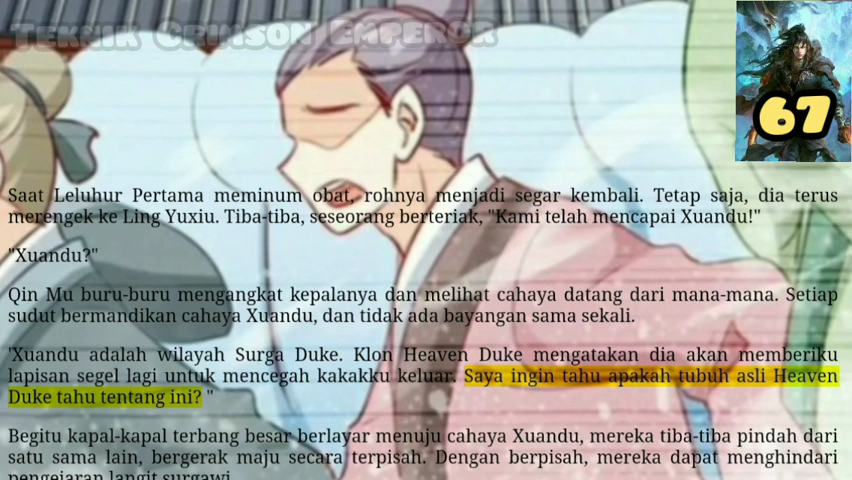 Teknik Crimson Emperor
67
Saat Leluhur Pertama meminum obat, rohnya menjadi segar kembali. Tetap saja, dia terus
merengek ke Ling Yuxiu. Tiba-tiba, seseorang berteriak, "Kami telah mencapai Xuandu!"
"Xuandu?"
Qin Mu buru-buru mengangkat kepalanya dan melihat cahaya datang dari mana-mana. Setiap
sudut bermandikan cahaya Xuandu, dan tidak ada bayangan sama sekali.
'Xuandu adalah wilayah Surga Duke. Klon Heaven Duke mengatakan dia akan memberiku
lapisan segel lagi untuk mencegah kakakku keluar. Saya ingin tahu apakah tubuh asli Heaven
Duke tahu tentang ini? "
Begitu kapal-kapal terbang besar berlayar menuju cahaya Xuandu, mereka tiba-tiba pindah dari
satu sama lain, bergerak maju secara terpisah. Dengan berpisah, mereka dapat menghindari
pengejaran langit surgawi.